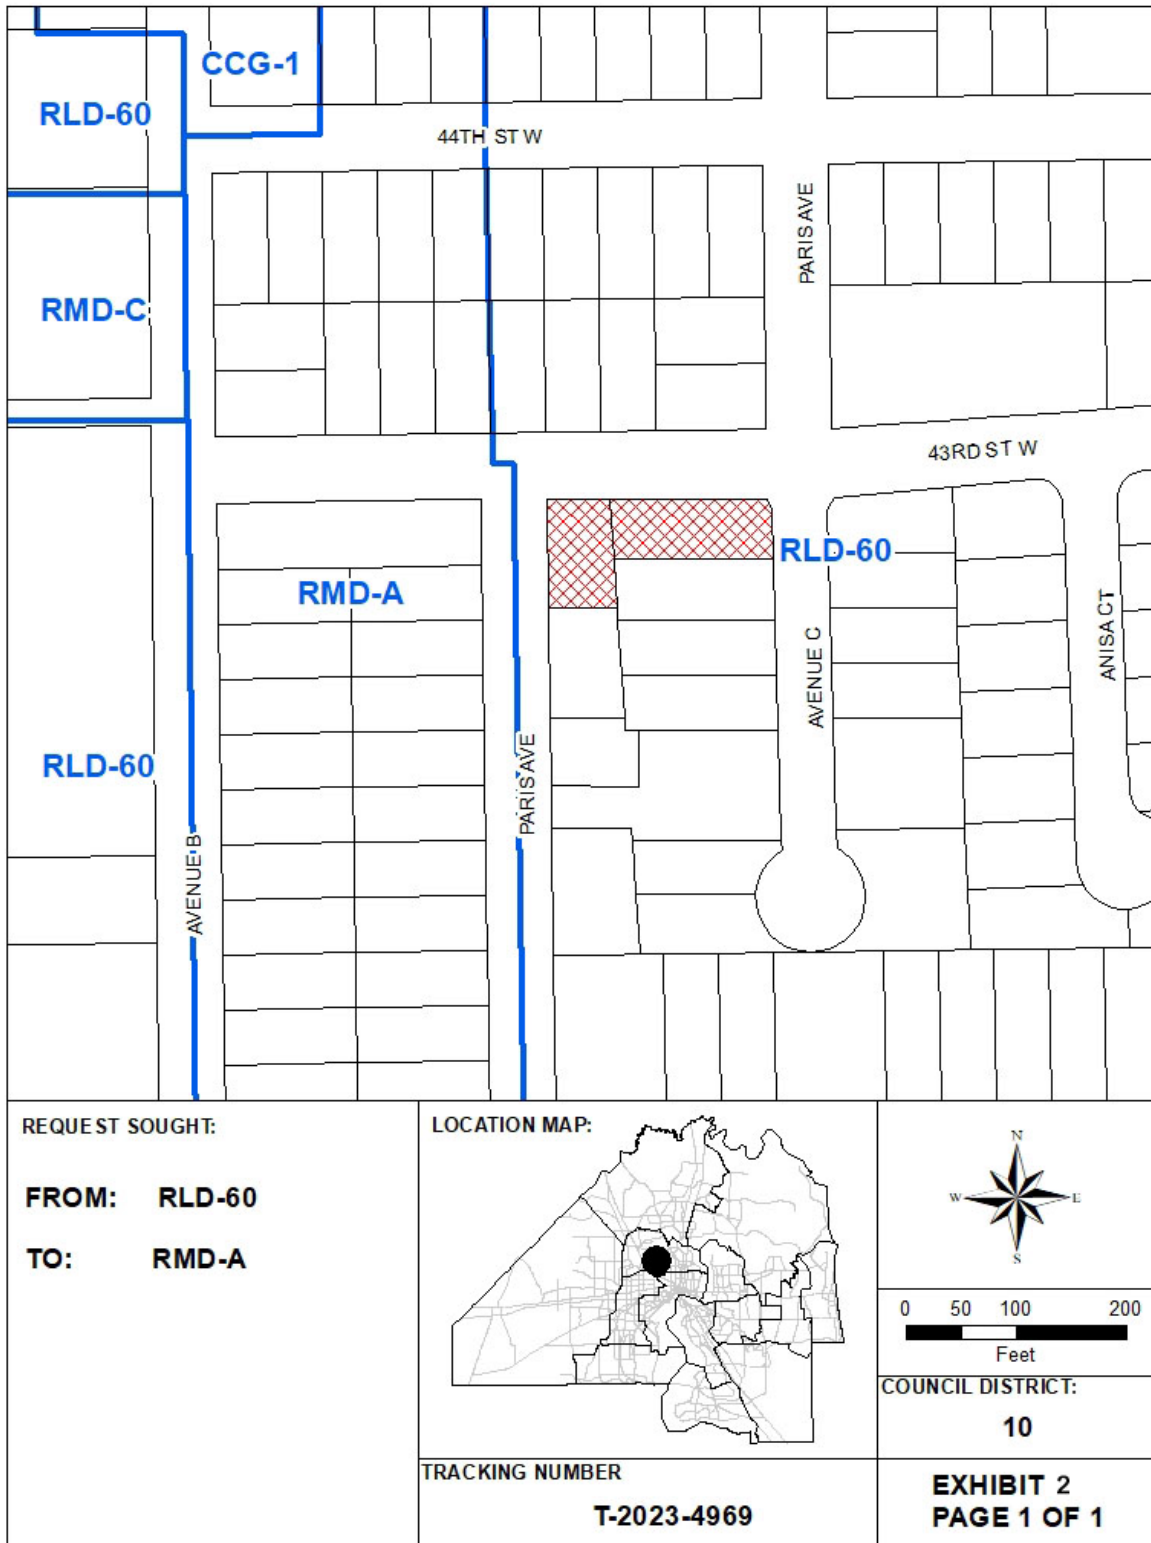 CCG-1
RLD-60
44TH ST W
PARIS AVE
RMD-C
43RD ST W
RLD-60
RMD-A
ANISA CT
AVENUE C
RLD-60
PARIS AVE
AVENUE B
REQUEST SOUGHT:
FROM: RLD-60
TO: RMD-A
LOCATION MAP:
N
W E
S
0 50 100 200
Feet
COUNCIL DISTRICT:
10
TRACKING NUMBER
T-2023-4969
EXHIBIT 2
PAGE 1 OF 1